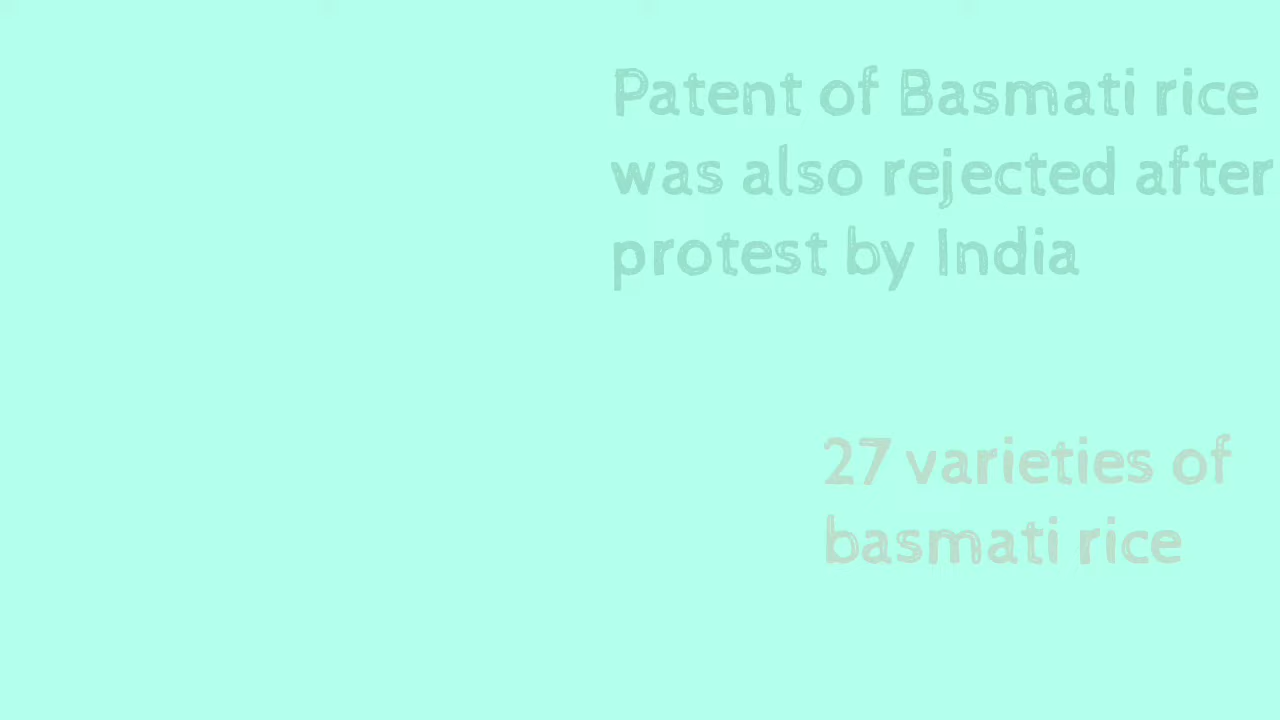 Patent of Basmati rice
was also rejected after
protest by India
27 varieties of
basmati rice